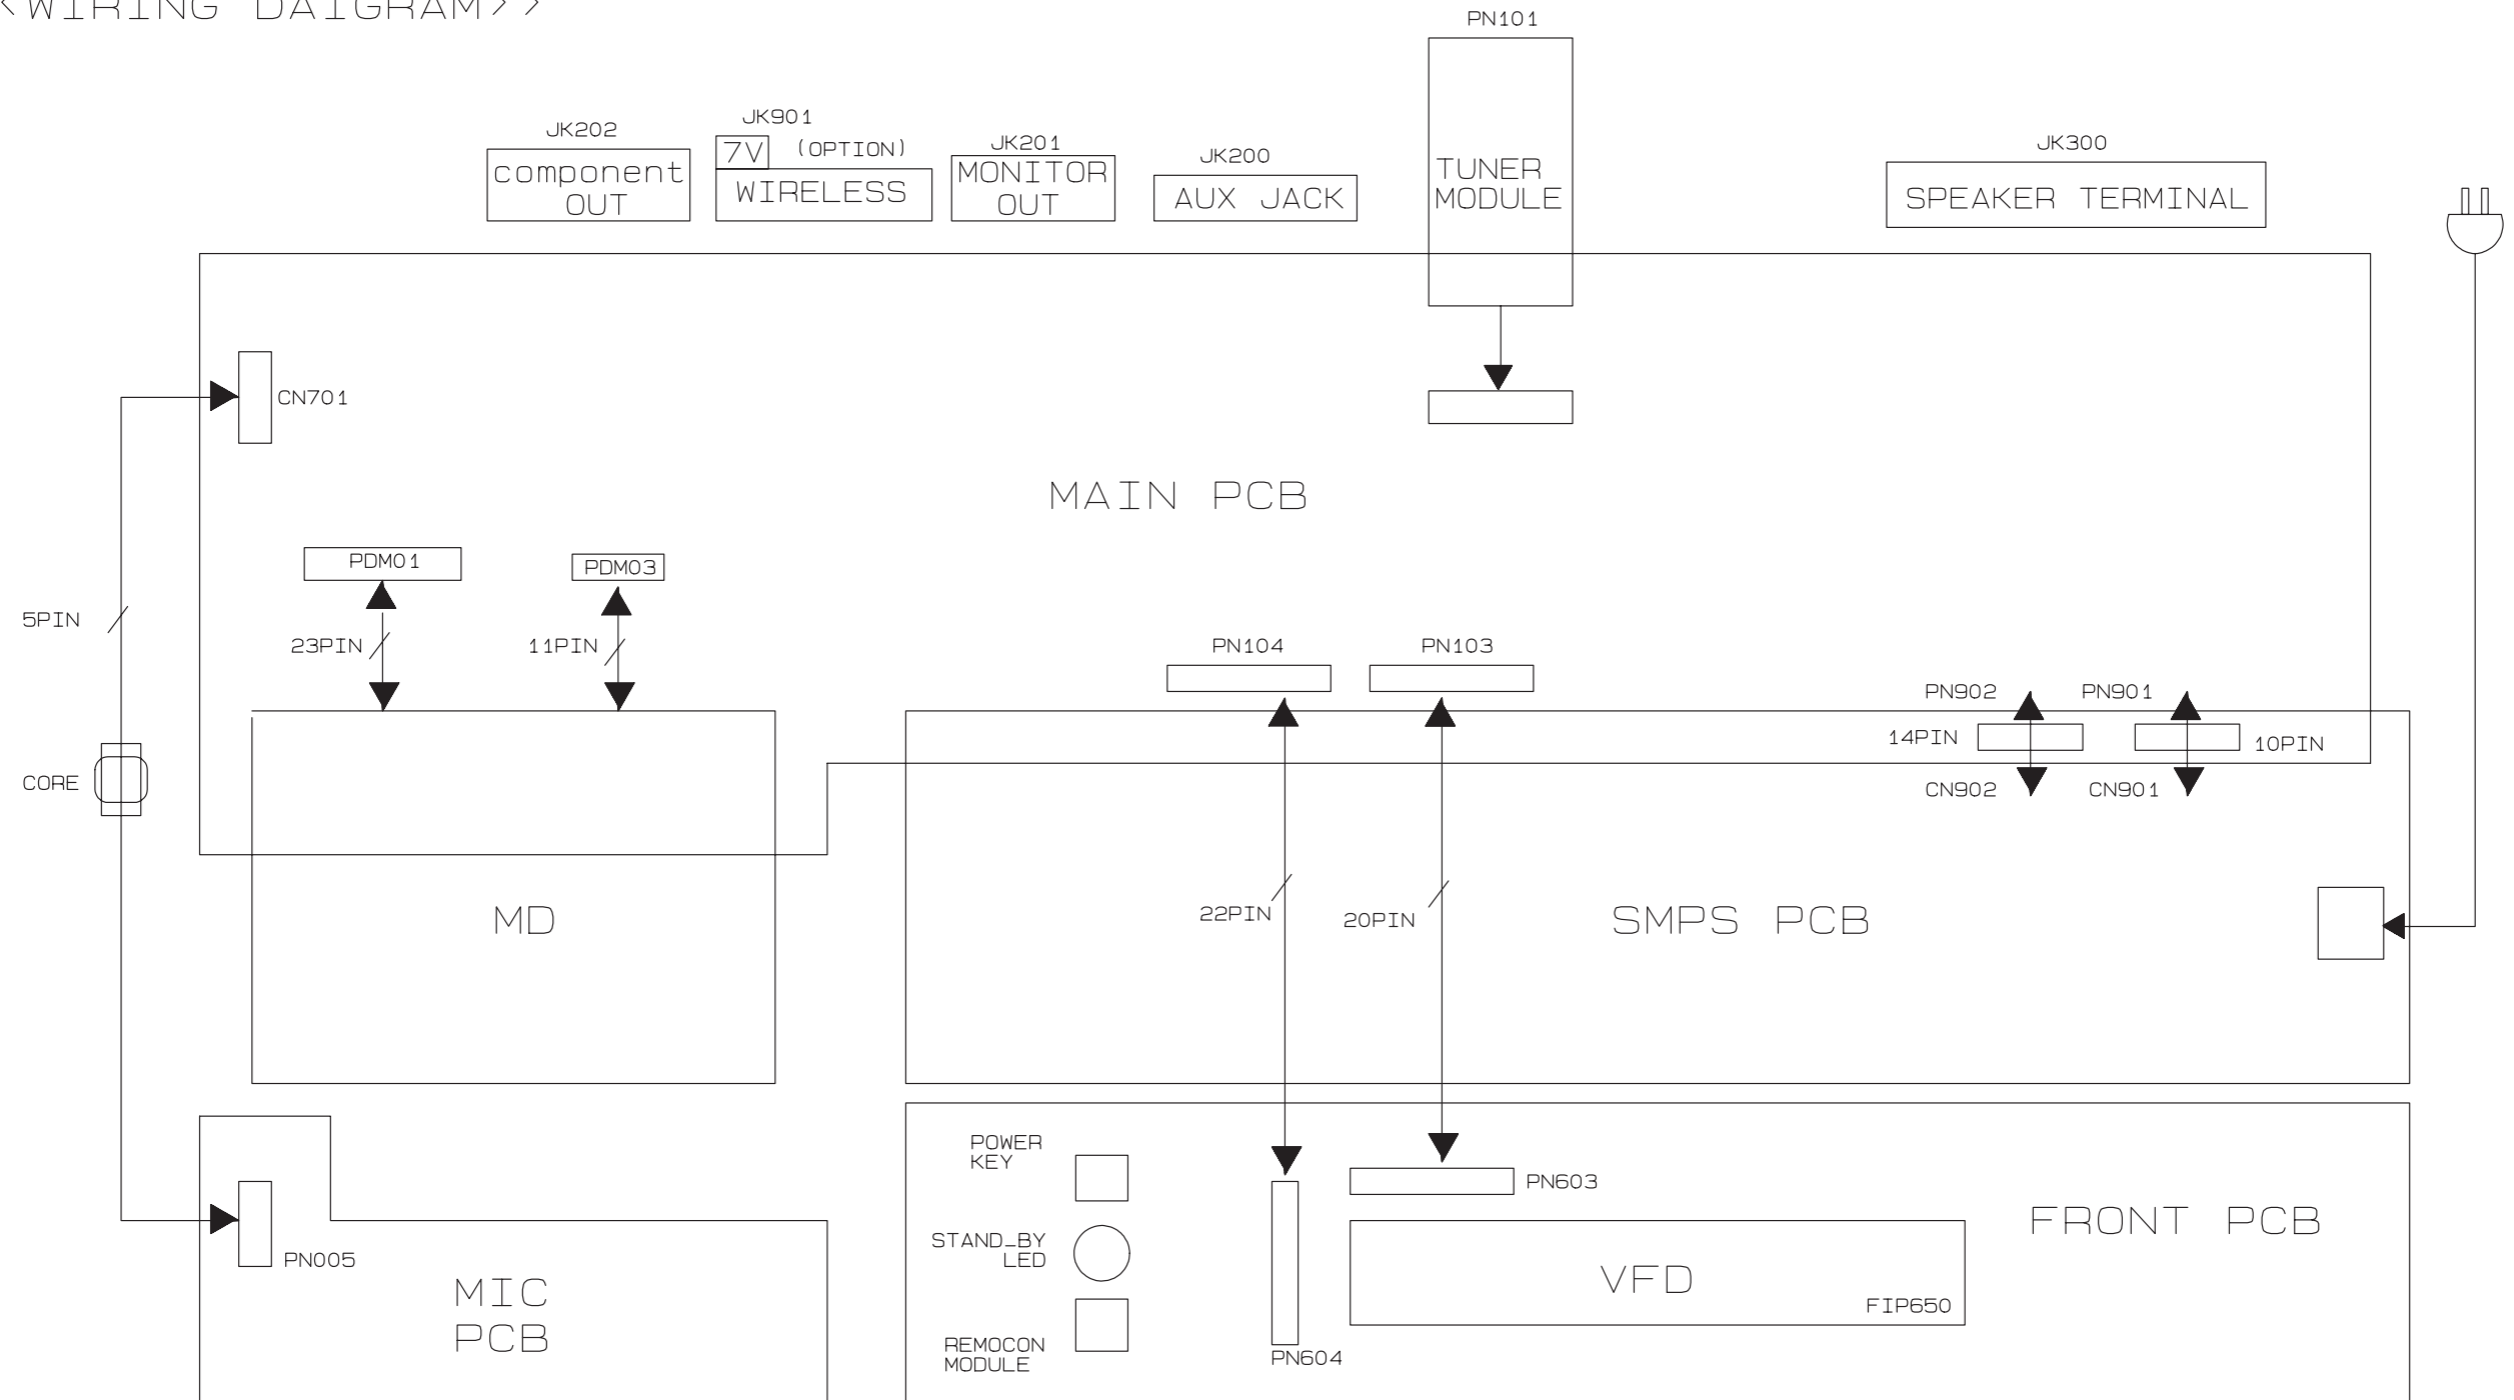 <WIRING DAIGRAM>>
PN101
JK202
component
OUT
JK901
7V
(OPTION)
WIRELESS
JK201
MONITOR
OUT
JK200
AUX JACK
TUNER
MODULE
JK300
SPEAKER TERMINAL
CN701
MAIN PCB
PDM01
PDM03
5PIN
23PIN
11PIN
PN104
PN103
PN902
PN901
14PIN
10PIN
CN902
CN901
CORE
MD
22PIN
20PIN
SMPS PCB
POWER
KEY
PN603
STAND_BY
LED
FRONT PCB
PN005
MIC
PCB
VFD
FIP650
REMOCON
MODULE
PN604